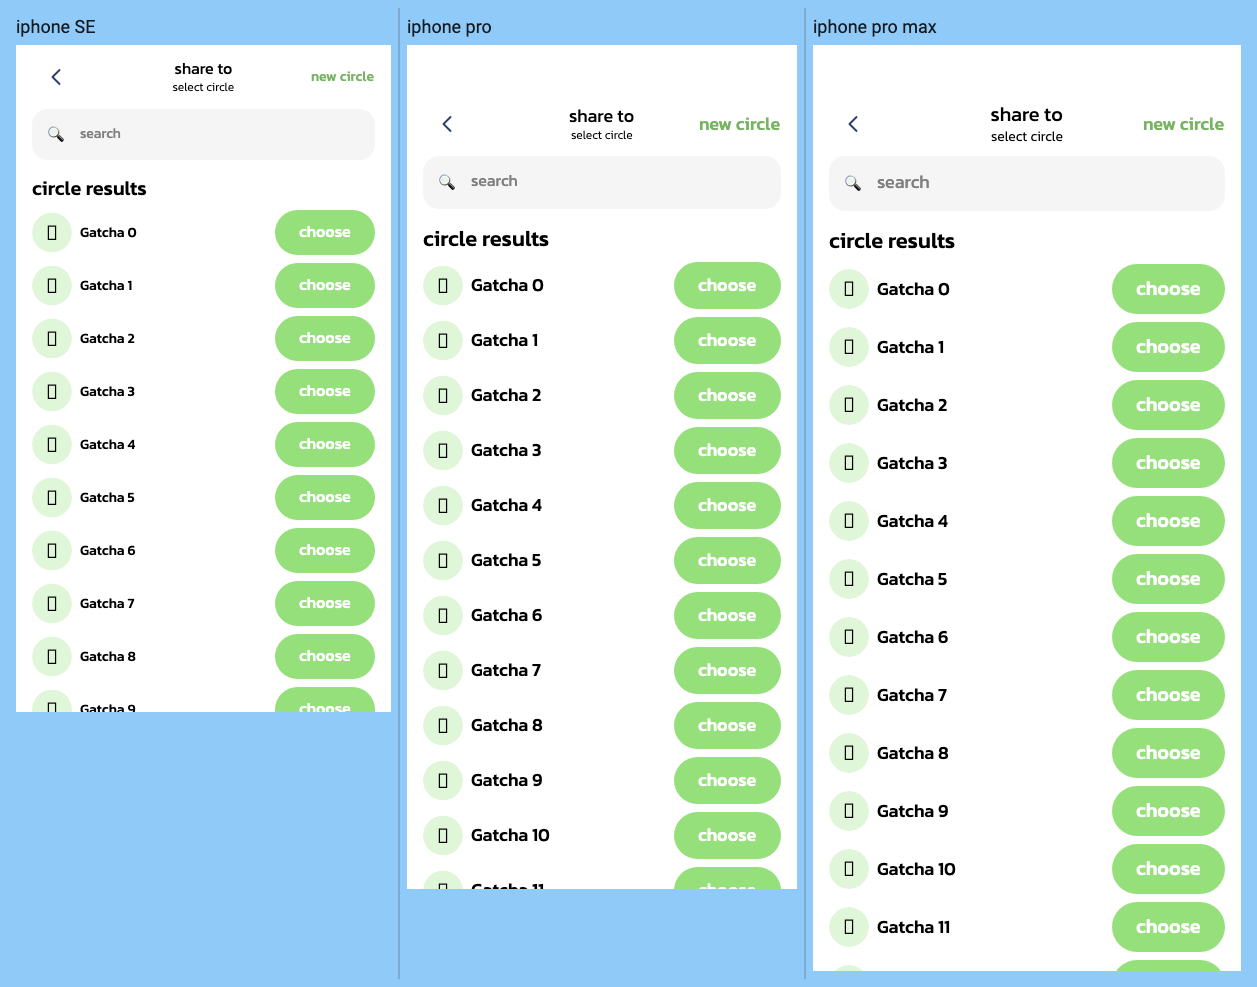 iphone SE
share to
select circle
new circle
search
circle results
Gatcha 0 choose
Gatcha 1 choose
Gatcha 2 choose
Gatcha 3 choose
Gatcha 4 choose
Gatcha 5 choose
Gatcha 6 choose
Gatcha 7 choose
Gatcha 8 choose
Gatcha 9 choose
iphone pro
share to
select circle
new circle
search
circle results
Gatcha 0 choose
Gatcha 1 choose
Gatcha 2 choose
Gatcha 3 choose
Gatcha 4 choose
Gatcha 5 choose
Gatcha 6 choose
Gatcha 7 choose
Gatcha 8 choose
Gatcha 9 choose
Gatcha 10 choose
Gatcha 11 choose
iphone pro max
share to
select circle
new circle
search
circle results
Gatcha 0 choose
Gatcha 1 choose
Gatcha 2 choose
Gatcha 3 choose
Gatcha 4 choose
Gatcha 5 choose
Gatcha 6 choose
Gatcha 7 choose
Gatcha 8 choose
Gatcha 9 choose
Gatcha 10 choose
Gatcha 11 choose